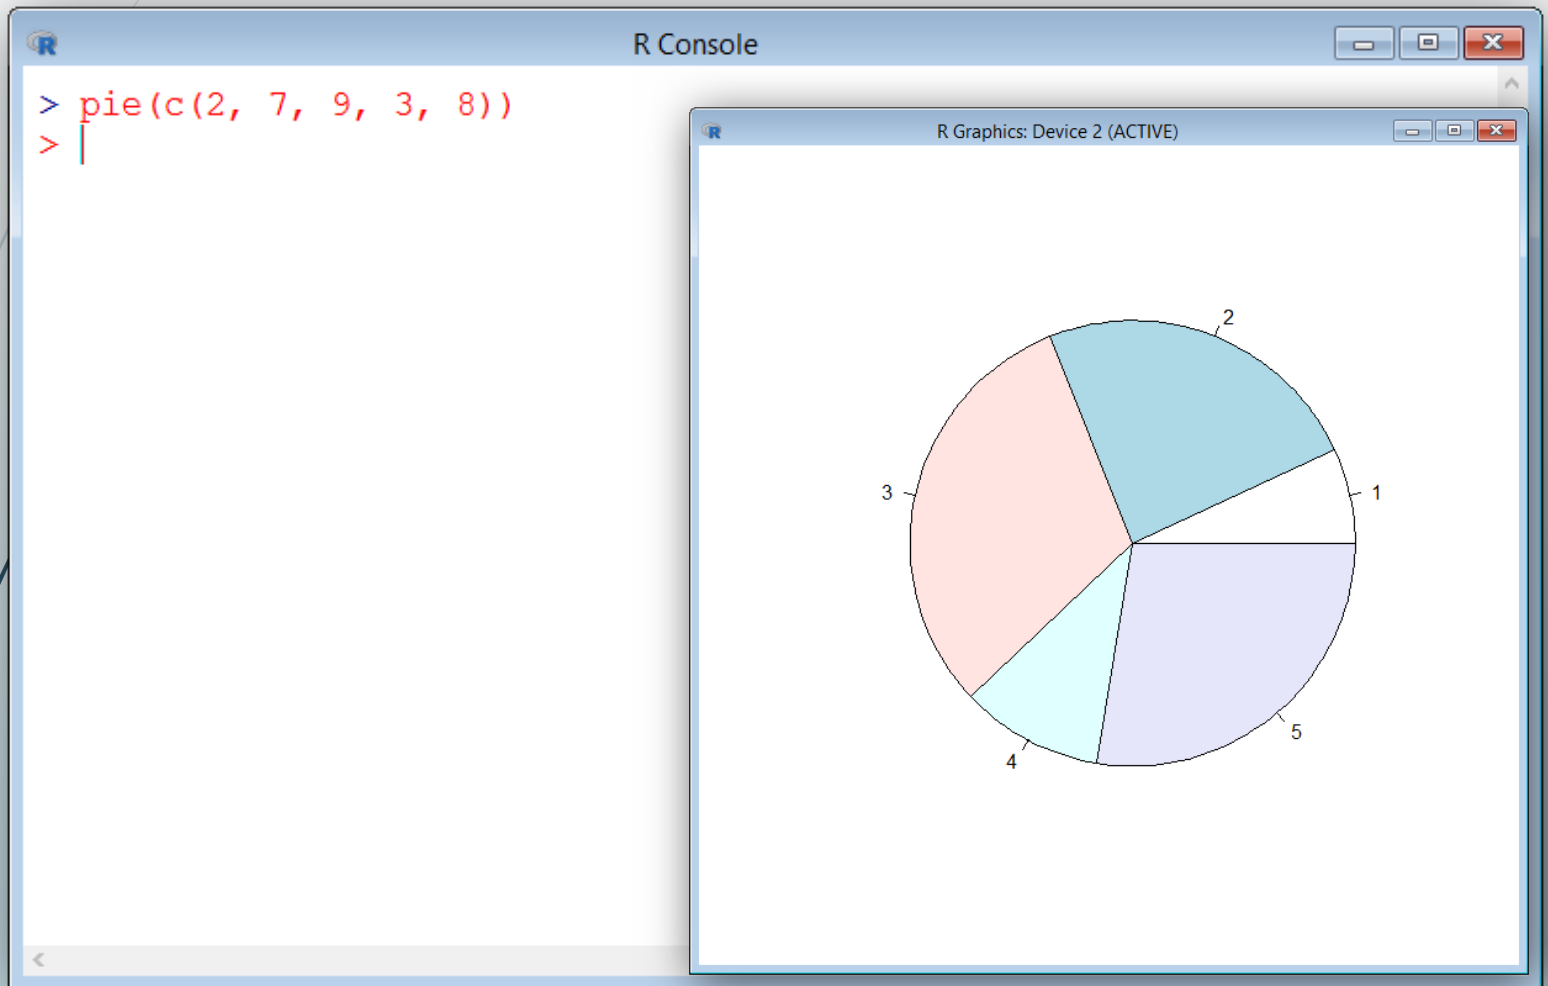 R Console
> pie(c(2, 7, 9, 3, 8))
>
R
R Graphics: Device 2 (ACTIVE)
R
2
3
1
5
4